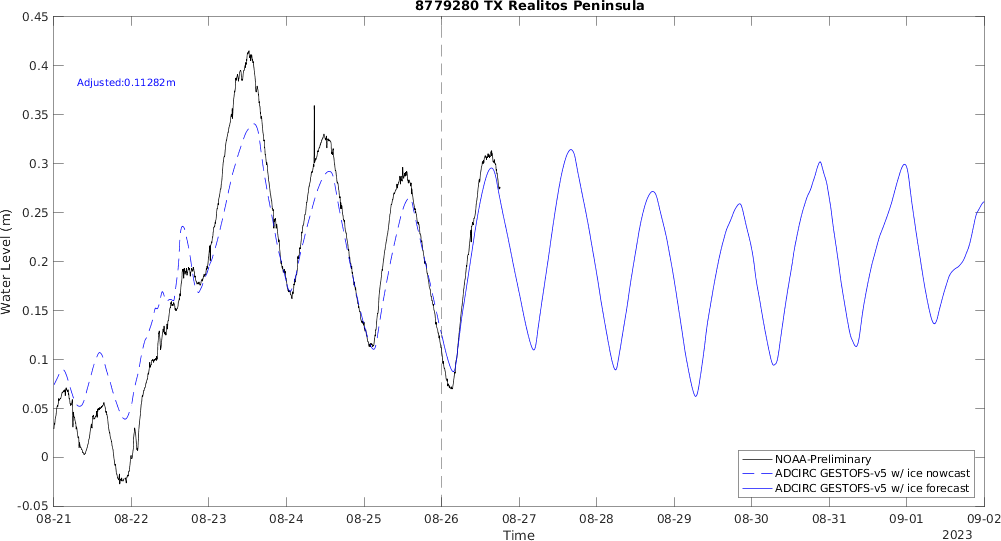 8779280 TX Realitos Peninsula
0.45
0.4
0.35
0.3
0.25
0.2
0.15
0.1
0.05
0
-0.05
Water Level (m)
Adjusted:0.11282m
NOAA-Preliminary
ADCIRC GESTOFS-v5 w/ ice nowcast
ADCIRC GESTOFS-v5 w/ ice forecast
08-21 08-22 08-23 08-24 08-25 08-26 08-27 08-28 08-29 08-30 08-31 09-01 09-02
Time
2023